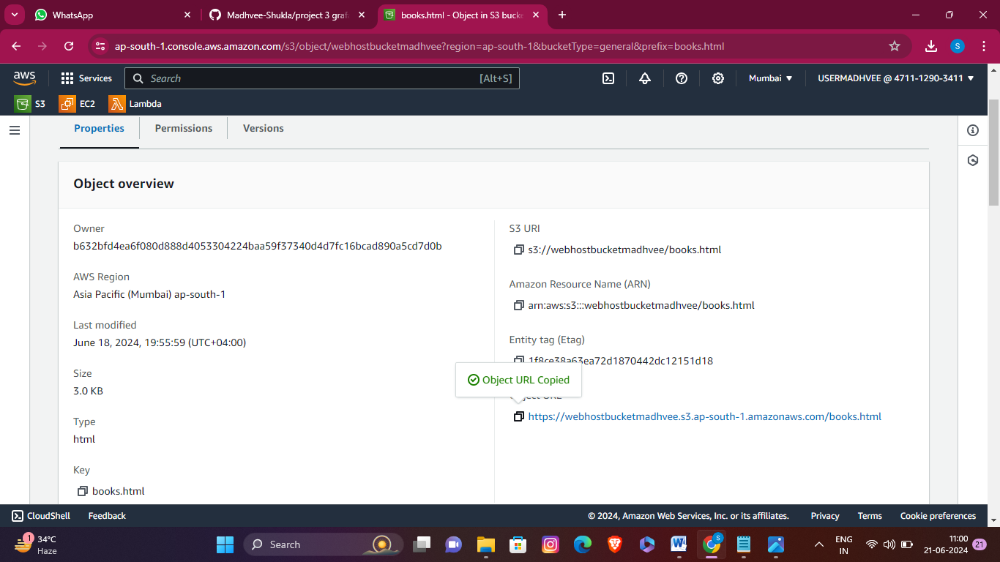 WhatsApp
Madhvee-Shukla/project 3 grafa
books.html - Object in S3 bucke
ap-south-1.console.aws.amazon.com/s3/object/webhostbucketmadhvee?region=ap-south-1&bucketType=general&prefix=books.html
S
aws
Services
Search
[Alt+S]
Mumbai
USERMADHVEE @ 4711-1290-3411
S3
EC2
Lambda
Properties
Permissions
Versions
Object overview
Owner
b632bfd4ea6f080d888d4053304224baa59f37340d4d7fc16bcad890a5cd7d0b
AWS Region
Asia Pacific (Mumbai) ap-south-1
Last modified
June 18, 2024, 19:55:59 (UTC+04:00)
Size
3.0 KB
Type
html
Key
books.html
S3 URI
s3://webhostbucketmadhvee/books.html
Amazon Resource Name (ARN)
arn:aws:s3:::webhostbucketmadhvee/books.html
Entity tag (Etag)
1f8ce38a63ea72d1870442dc12151d18
Object URL Copied
https://webhostbucketmadhvee.s3.ap-south-1.amazonaws.com/books.html
CloudShell
Feedback
© 2024, Amazon Web Services, Inc. or its affiliates.
Privacy
Terms
Cookie preferences
1
34°C
Haze
Search
S
ENG
IN
11:00
21-06-2024
21